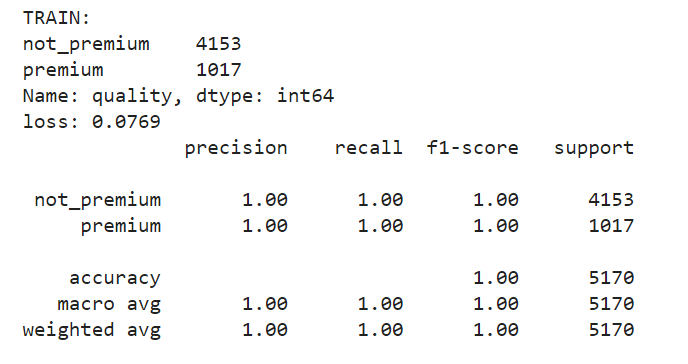 TRAIN:
not_premium    4153
premium        1017
Name: quality, dtype: int64
loss: 0.0769
              precision    recall  f1-score   support

 not_premium       1.00      1.00      1.00      4153
     premium       1.00      1.00      1.00      1017

    accuracy                           1.00      5170
   macro avg       1.00      1.00      1.00      5170
weighted avg       1.00      1.00      1.00      5170